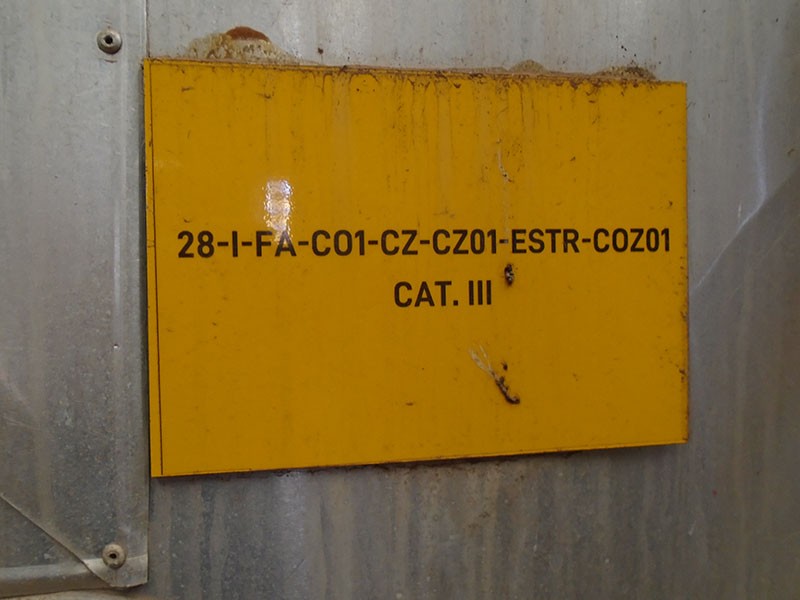 28-I-FA-CO1-CZ-CZ01-ESTR-COZ01
CAT. III